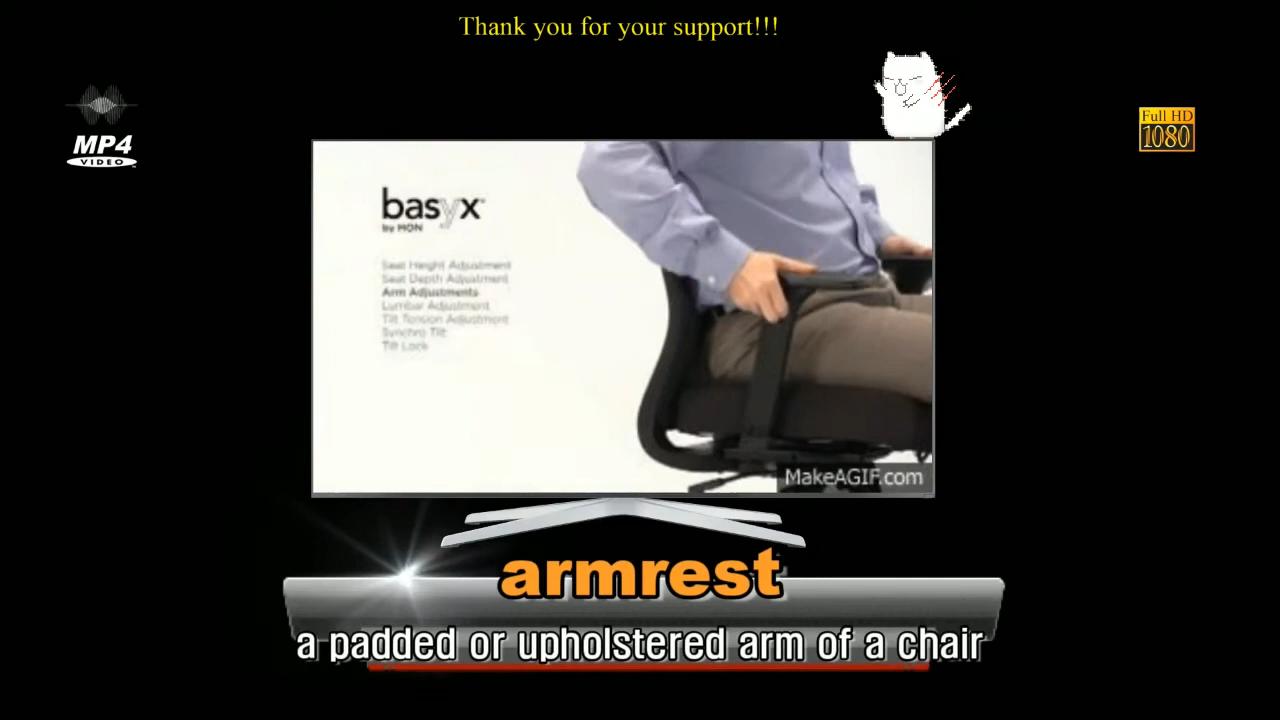 Thank you for your support!!!
MP4
VIDEO
Full HD
1080
basyx
by HON
Seat Height Adjustment
Seat Depth Adjustment
Arm Adjustments
Lumbar Adjustment
Tilt Tension Adjustment
Synchro Tilt
Tilt Lock
MakeAGIF.com
armrest
a padded or upholstered arm of a chair